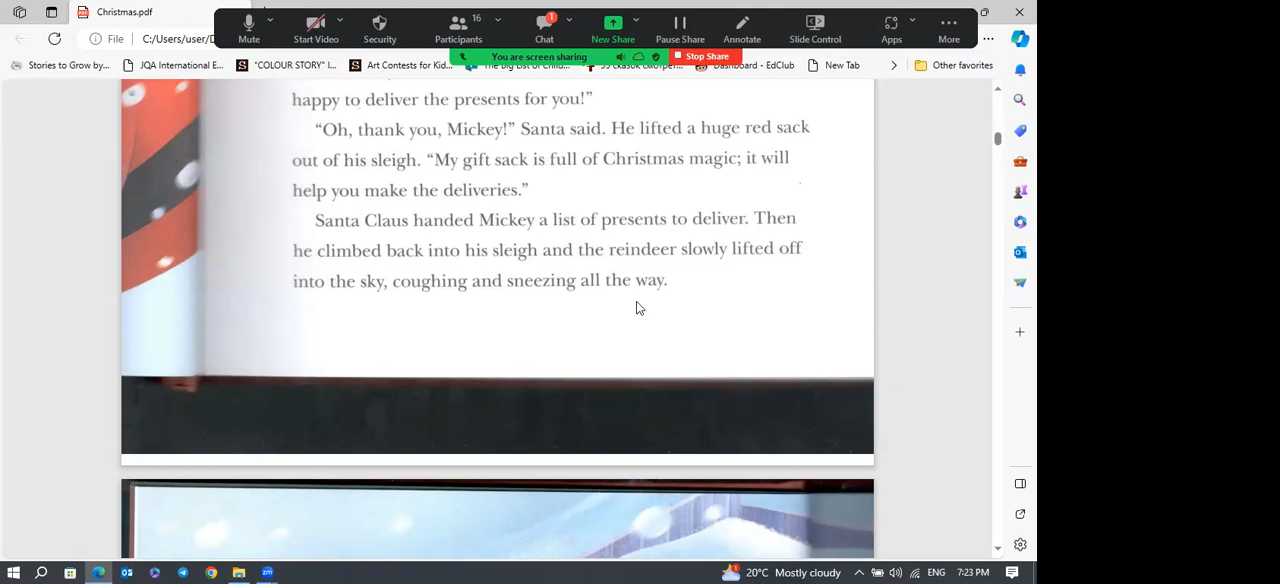 Christmas.pdf
16
1
Mute
Start Video
Security
Participants
Chat
New Share
Pause Share
Annotate
Slide Control
Apps
More
File
C:/Users/user/D
You are screen sharing
Stop Share
Stories to Grow by...
JQA International E...
"COLOUR STORY" I...
Art Contests for Kid...
The Big List of Child...
Dashboard - EdClub
New Tab
Other favorites
happy to deliver the presents for you!”
“Oh, thank you, Mickey!” Santa said. He lifted a huge red sack
out of his sleigh. “My gift sack is full of Christmas magic; it will
help you make the deliveries.”
Santa Claus handed Mickey a list of presents to deliver. Then
he climbed back into his sleigh and the reindeer slowly lifted off
into the sky, coughing and sneezing all the way.
20°C Mostly cloudy
ENG
7:23 PM